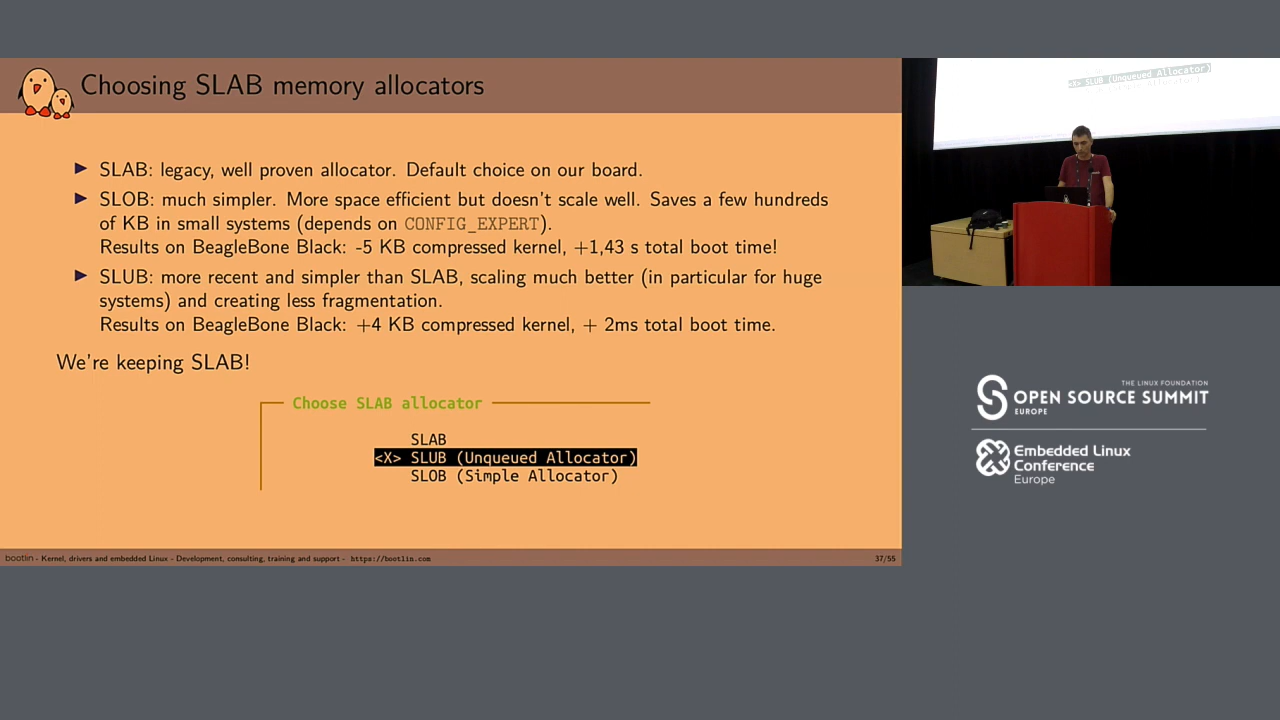 Choosing SLAB memory allocators
SLAB: legacy, well proven allocator. Default choice on our board.
SLOB: much simpler. More space efficient but doesn't scale well. Saves a few hundreds
of KB in small systems (depends on CONFIG_EXPERT).
Results on BeagleBone Black: -5 KB compressed kernel, +1,43 s total boot time!
SLUB: more recent and simpler than SLAB, scaling much better (in particular for huge
systems) and creating less fragmentation.
Results on BeagleBone Black: +4 KB compressed kernel, + 2ms total boot time.
We're keeping SLAB!
Choose SLAB allocator
SLAB
<X> SLUB (Unqueued Allocator)
SLOB (Simple Allocator)
bootlin - Kernel, drivers and embedded Linux - Development, consulting, training and support - https://bootlin.com
37/55
<X> SLUB (Unqueued Allocator)
THE LINUX FOUNDATION
OPEN SOURCE SUMMIT
EUROPE
Embedded Linux
Conference
Europe